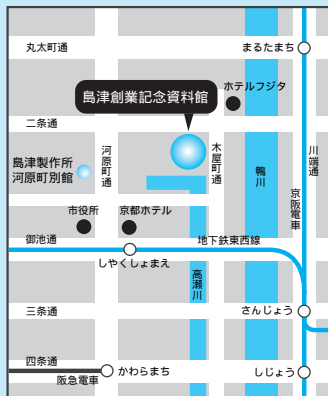 丸太町通
まるたまち
ホテルフジタ
島津創業記念資料館
二条通
河原町通
木屋町通
川端通
島津製作所
河原町別館
鴨川
京阪電車
市役所
京都ホテル
御池通
地下鉄東西線
しやくしょまえ
高瀬川
三条通
さんじょう
四条通
阪急電車
かわらまち
しじょう